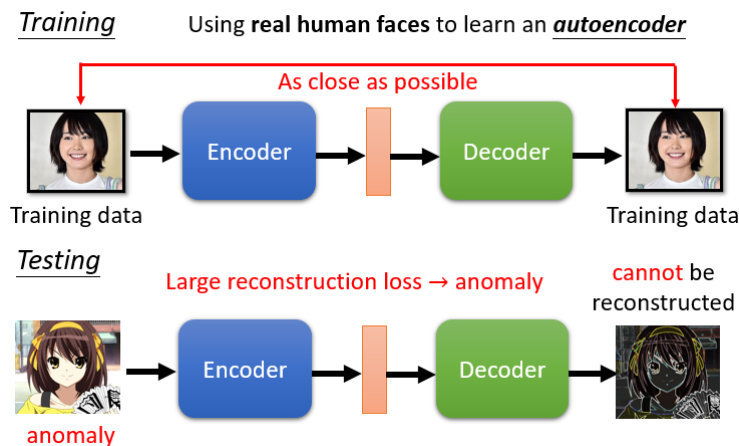 Training
Using real human faces to learn an autoencoder
As close as possible
Encoder
Decoder
Training data
Training data
Testing
Large reconstruction loss → anomaly
cannot be
reconstructed
Encoder
Decoder
anomaly